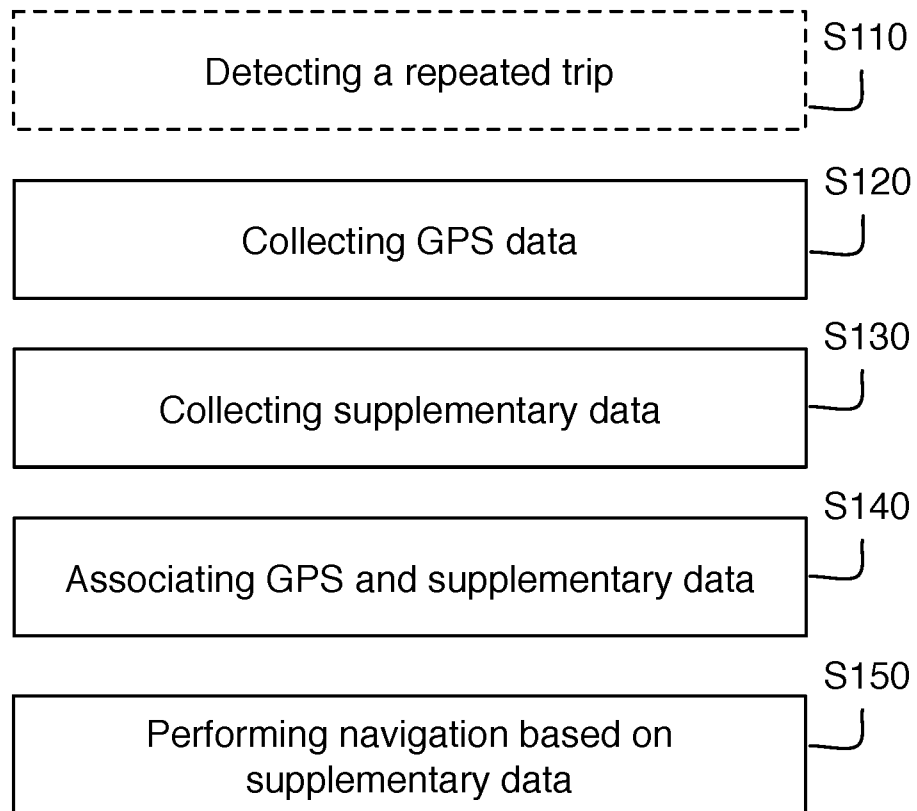 S110
Detecting a repeated trip
S120
Collecting GPS data
S130
Collecting supplementary data
S140
Associating GPS and supplementary data
S150
Performing navigation based on
supplementary data